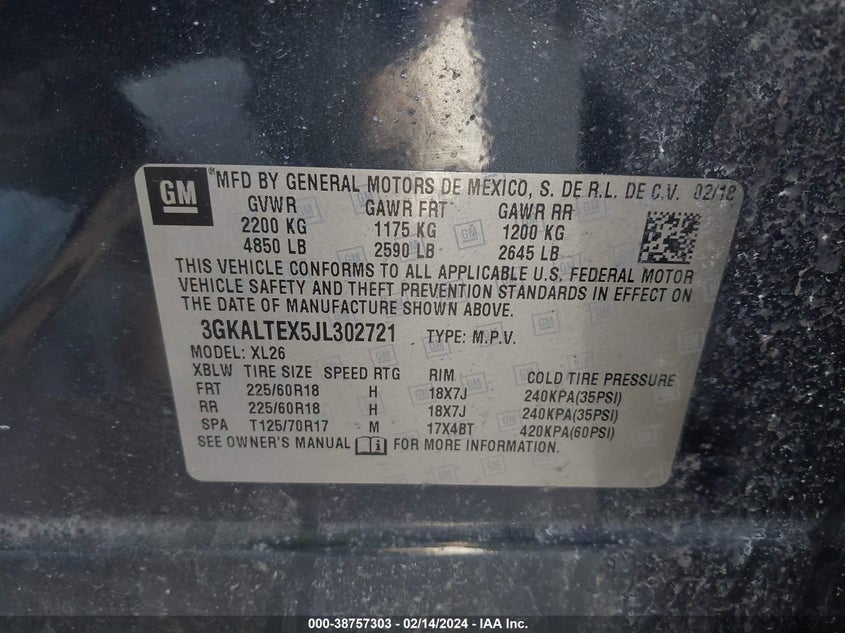 GM ® MFD BY GENERAL MOTORS DE MEXICO, S. DE R.L. DE C.V. 02/18
GVWR GAWR FRT GAWR RR
2200 KG 1175 KG 1200 KG
4850 LB 2590 LB 2645 LB
THIS VEHICLE CONFORMS TO ALL APPLICABLE U.S. FEDERAL MOTOR
VEHICLE SAFETY AND THEFT PREVENTION STANDARDS IN EFFECT ON
THE DATE OF MANUFACTURE SHOWN ABOVE.
3GKALTEX5JL302721 TYPE: M.P.V.
MODEL: XL26
XBLW TIRE SIZE SPEED RTG RIM COLD TIRE PRESSURE
FRT 225/60R18 H 18X7J 240KPA(35PSI)
RR 225/60R18 H 18X7J 240KPA(35PSI)
SPA T125/70R17 M 17X4BT 420KPA(60PSI)
SEE OWNER'S MANUAL FOR MORE INFORMATION.
000-38757303 — 02/14/2024 — IAA Inc.